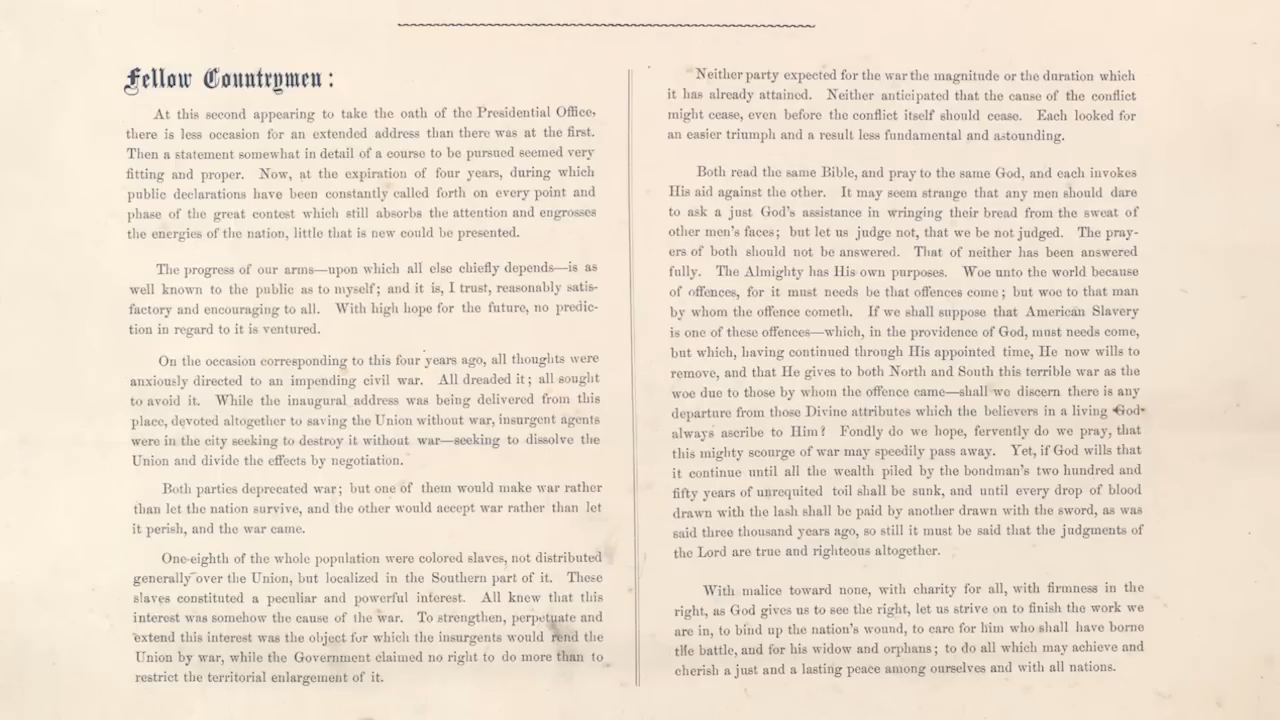 Fellow Countrymen:
At this second appearing to take the oath of the Presidential Office,
there is less occasion for an extended address than there was at the first.
Then a statement somewhat in detail of a course to be pursued seemed very
fitting and proper. Now, at the expiration of four years, during which
public declarations have been constantly called forth on every point and
phase of the great contest which still absorbs the attention and engrosses
the energies of the nation, little that is new could be presented.
The progress of our arms—upon which all else chiefly depends—is as
well known to the public as to myself; and it is, I trust, reasonably satis-
factory and encouraging to all. With high hope for the future, no predic-
tion in regard to it is ventured.
On the occasion corresponding to this four years ago, all thoughts were
anxiously directed to an impending civil war. All dreaded it; all sought
to avoid it. While the inaugural address was being delivered from this
place, devoted altogether to saving the Union without war, insurgent agents
were in the city seeking to destroy it without war—seeking to dissolve the
Union and divide the effects by negotiation.
Both parties deprecated war; but one of them would make war rather
than let the nation survive, and the other would accept war rather than let
it perish, and the war came.
One-eighth of the whole population were colored slaves, not distributed
generally over the Union, but localized in the Southern part of it. These
slaves constituted a peculiar and powerful interest. All knew that this
interest was somehow the cause of the war. To strengthen, perpetuate and
extend this interest was the object for which the insurgents would rend the
Union by war, while the Government claimed no right to do more than to
restrict the territorial enlargement of it.
Neither party expected for the war the magnitude or the duration which
it has already attained. Neither anticipated that the cause of the conflict
might cease, even before the conflict itself should cease. Each looked for
an easier triumph and a result less fundamental and astounding.
Both read the same Bible, and pray to the same God, and each invokes
His aid against the other. It may seem strange that any men should dare
to ask a just God's assistance in wringing their bread from the sweat of
other men's faces; but let us judge not, that we be not judged. The pray-
ers of both should not be answered. That of neither has been answered
fully. The Almighty has His own purposes. Woe unto the world because
of offences, for it must needs be that offences come; but woe to that man
by whom the offence cometh. If we shall suppose that American Slavery
is one of these offences—which, in the providence of God, must needs come,
but which, having continued through His appointed time, He now wills to
remove, and that He gives to both North and South this terrible war as the
woe due to those by whom the offence came—shall we discern there is any
departure from those Divine attributes which the believers in a living God
always ascribe to Him? Fondly do we hope, fervently do we pray, that
this mighty scourge of war may speedily pass away. Yet, if God wills that
it continue until all the wealth piled by the bondman's two hundred and
fifty years of unrequited toil shall be sunk, and until every drop of blood
drawn with the lash shall be paid by another drawn with the sword, as was
said three thousand years ago, so still it must be said that the judgments of
the Lord are true and righteous altogether.
With malice toward none, with charity for all, with firmness in the
right, as God gives us to see the right, let us strive on to finish the work we
are in, to bind up the nation's wound, to care for him who shall have borne
the battle, and for his widow and orphans; to do all which may achieve and
cherish a just and a lasting peace among ourselves and with all nations.